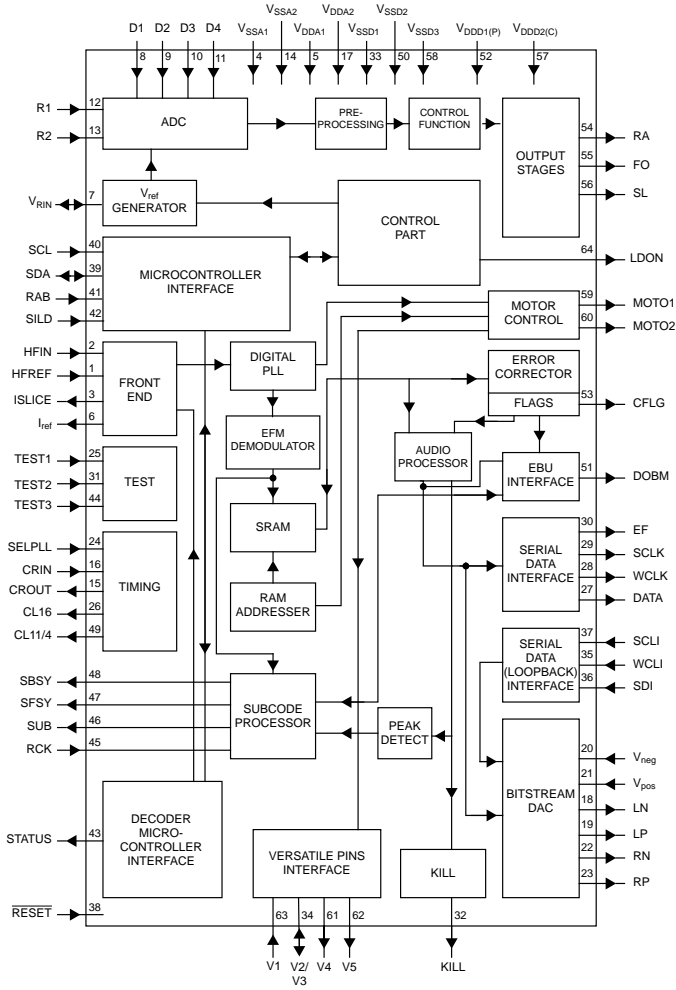 VSSA2 VDDA2 VSSD2
D1 D2 D3 D4 VSSA1 VDDA1 VSSD1 VSSD3 VDDD1(P) VDDD2(C)
8 9 10 11 4 14 5 17 33 50 58 52 57
R1 12
R2 13
ADC
PRE-
PROCESSING
CONTROL
FUNCTION
OUTPUT
STAGES
54 RA
55 FO
56 SL
VRIN 7
Vref
GENERATOR
CONTROL
PART
64 LDON
SCL 40
SDA 39
RAB 41
SILD 42
MICROCONTROLLER
INTERFACE
MOTOR
CONTROL
59 MOTO1
60 MOTO2
HFIN 2
HFREF 1
ISLICE 3
Iref 6
FRONT
END
DIGITAL
PLL
ERROR
CORRECTOR
FLAGS
53 CFLG
EFM
DEMODULATOR
AUDIO
PROCESSOR
EBU
INTERFACE
51 DOBM
TEST1 25
TEST2 31
TEST3 44
TEST
SRAM
SERIAL
DATA
INTERFACE
30 EF
29 SCLK
28 WCLK
27 DATA
SELPLL 24
CRIN 16
CROUT 15
CL16 26
CL11/4 49
TIMING
RAM
ADDRESSER
SERIAL
DATA
(LOOPBACK)
INTERFACE
37 SCLI
35 WCLI
36 SDI
SBSY 48
SFSY 47
SUB 46
RCK 45
SUBCODE
PROCESSOR
PEAK
DETECT
BITSTREAM
DAC
20 Vneg
21 Vpos
18 LN
19 LP
22 RN
23 RP
STATUS 43
DECODER
MICRO-
CONTROLLER
INTERFACE
VERSATILE PINS
INTERFACE
KILL
RESET 38
63 34 61 62 32
V1 V2/
V3 V4 V5 KILL